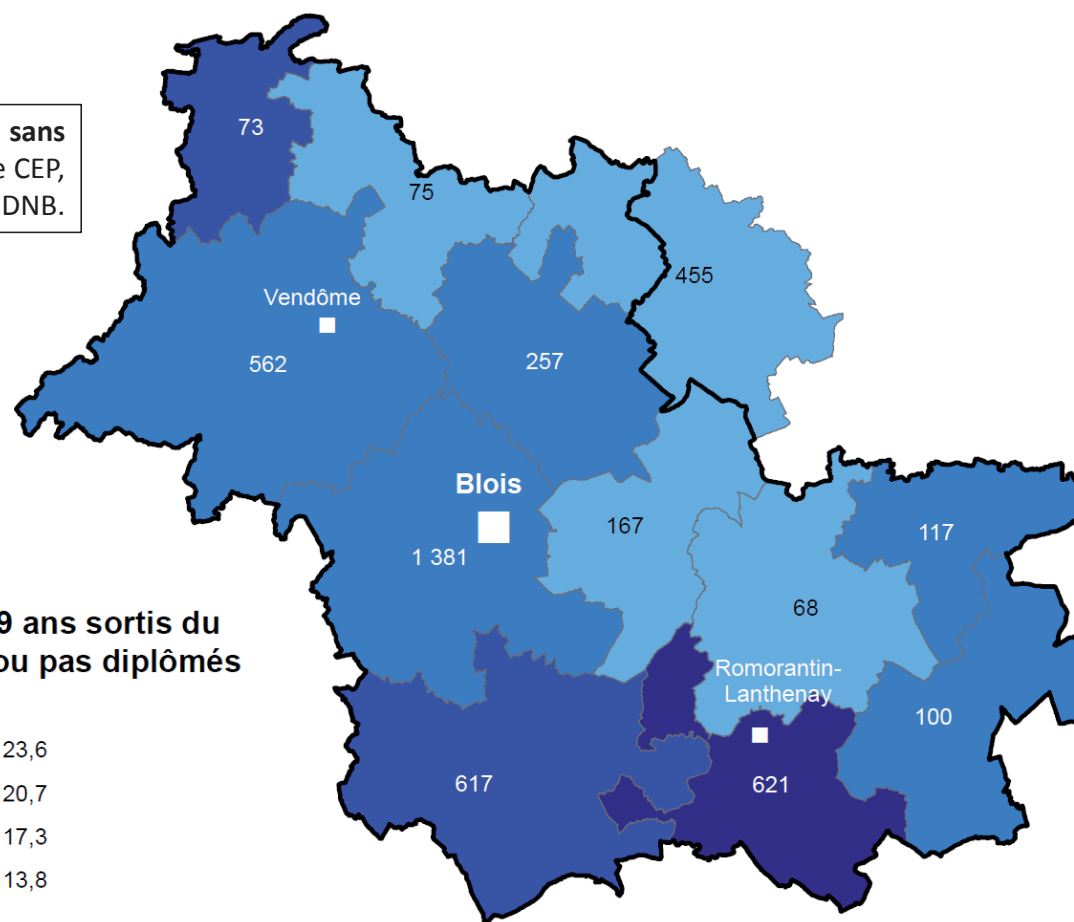 sans
e CEP,
DNB.
73
75
455
Vendôme
562
257
Blois
1 381
167
117
68
Romorantin-
Lanthenay
100
617
621
9 ans sortis du
ou pas diplômés
23,6
20,7
17,3
13,8